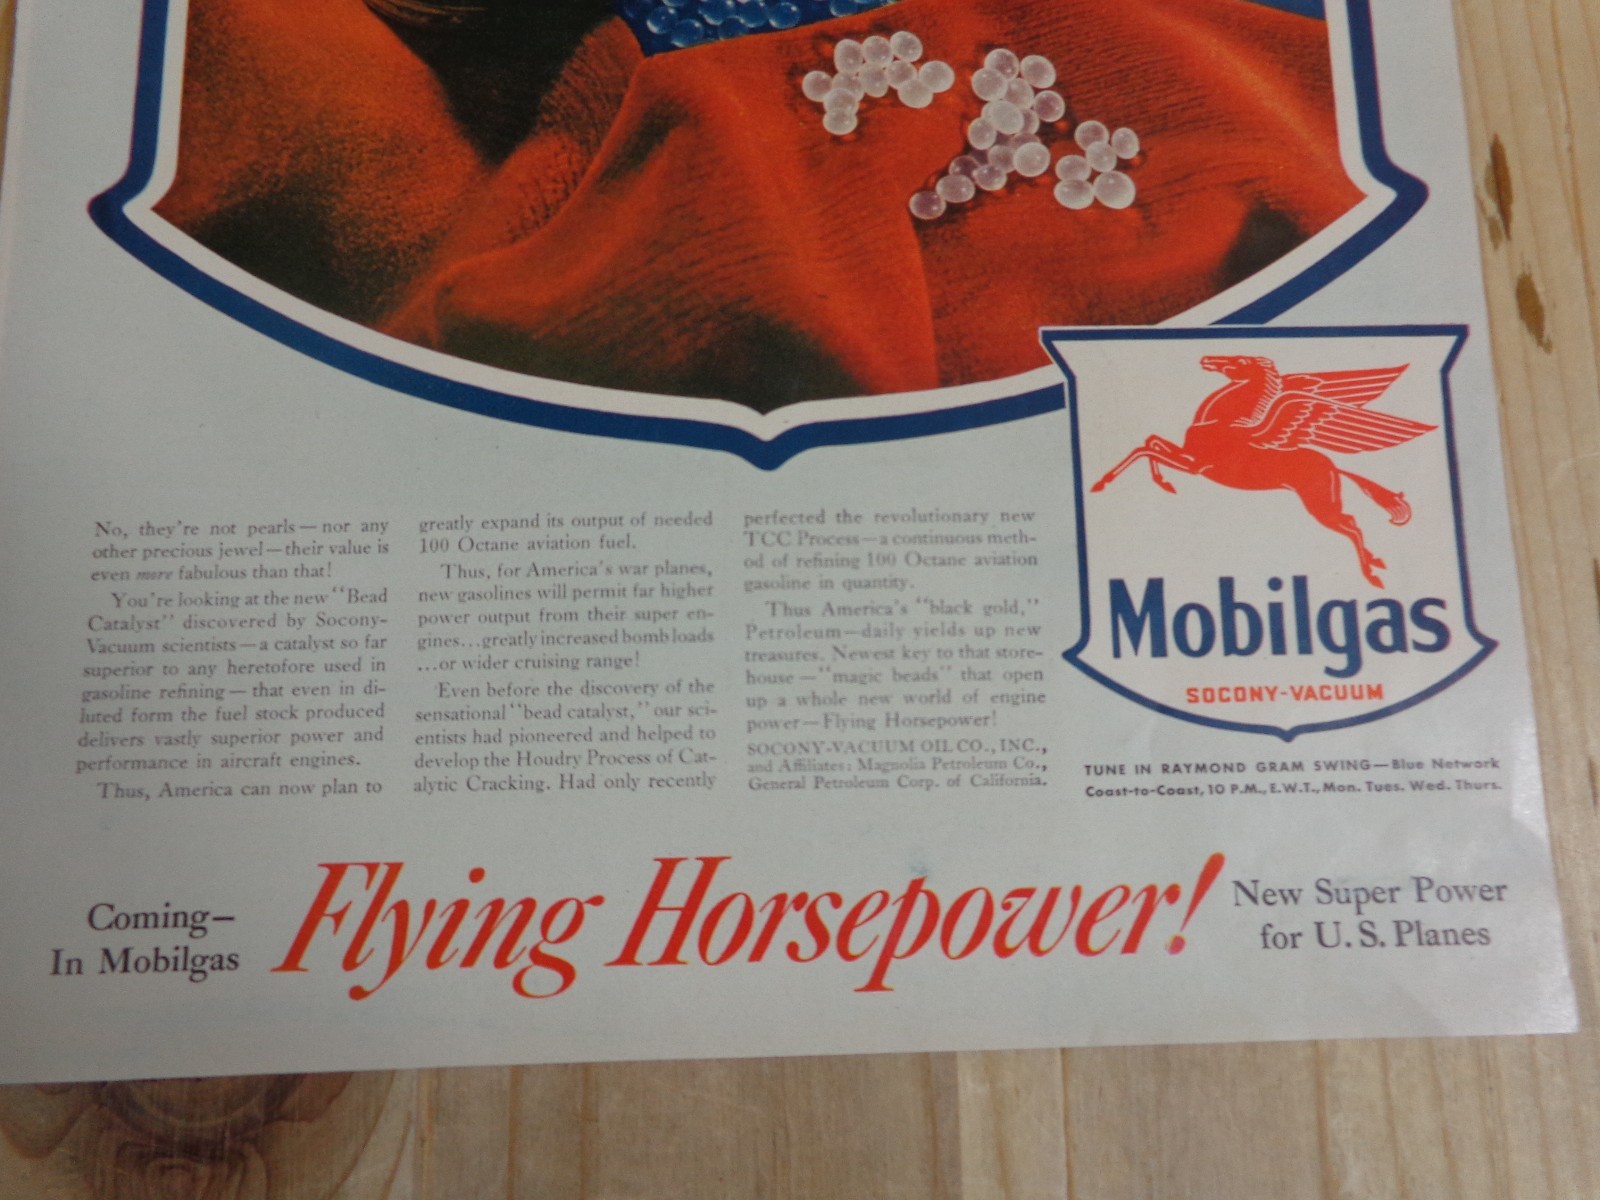 No, they're not pearls—nor any
other precious jewel—their value is
even more fabulous than that!
You're looking at the new "Bead
Catalyst" discovered by Socony-
Vacuum scientists—a catalyst so far
superior to any heretofore used in
gasoline refining—that even in di-
luted form the fuel stock produced
delivers vastly superior power and
performance in aircraft engines.
Thus, America can now plan to
greatly expand its output of needed
100 Octane aviation fuel.
Thus, for America's war planes,
new gasolines will permit far higher
power output from their super en-
gines...greatly increased bomb loads
...or wider cruising range!
Even before the discovery of the
sensational "bead catalyst," our sci-
entists had pioneered and helped to
develop the Houdry Process of Cat-
alytic Cracking. Had only recently
perfected the revolutionary new
TCC Process—a continuous meth-
od of refining 100 Octane aviation
gasoline in quantity.
Thus America's "black gold,"
Petroleum—daily yields up new
treasures. Newest key to that store-
house—"magic beads" that open
up a whole new world of engine
power—Flying Horsepower!
SOCONY-VACUUM OIL CO., INC.,
and Affiliates: Magnolia Petroleum Co.,
General Petroleum Corp. of California.
Mobilgas
SOCONY-VACUUM
TUNE IN RAYMOND GRAM SWING—Blue Network
Coast-to-Coast, 10 P.M., E.W.T., Mon. Tues. Wed. Thurs.
Coming—
In Mobilgas
Flying Horsepower!
New Super Power
for U.S. Planes